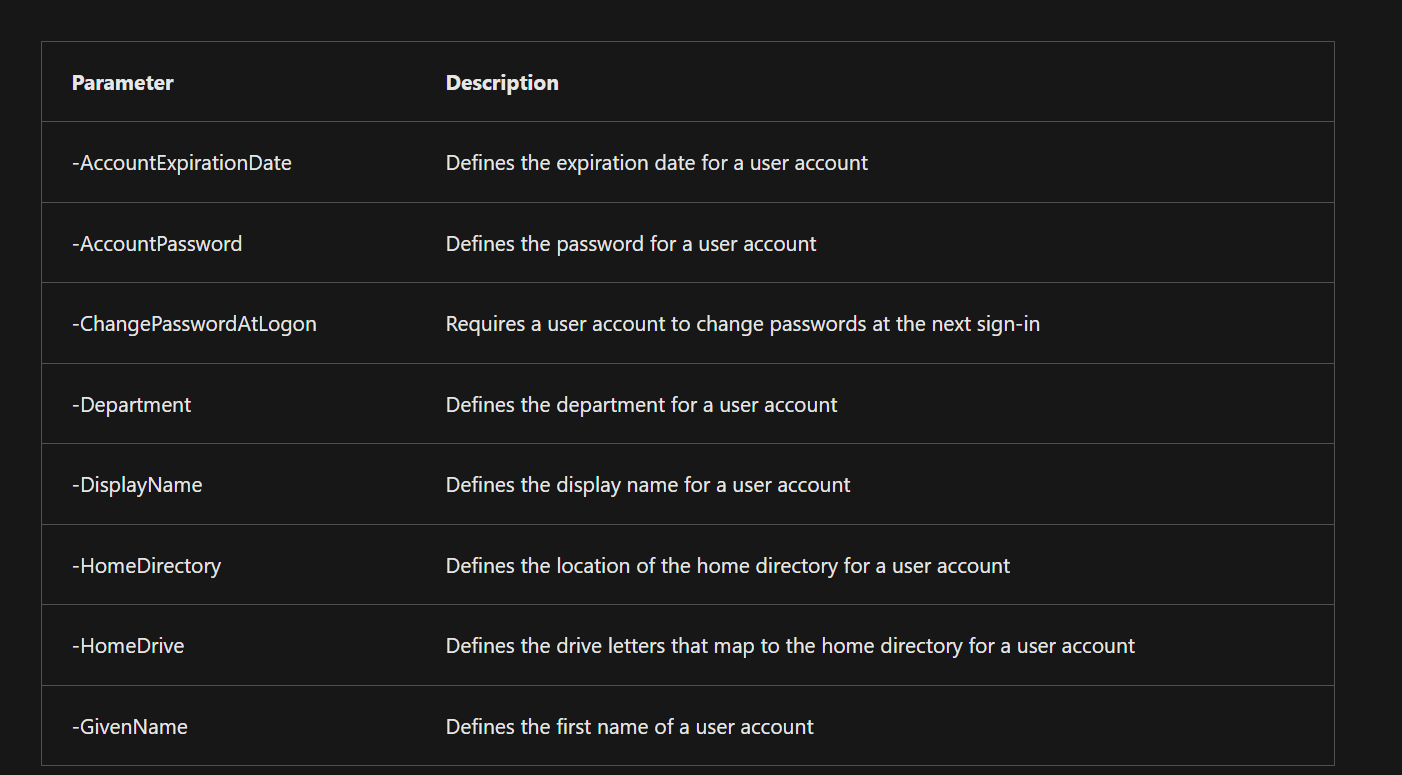 Parameter Description
-AccountExpirationDate Defines the expiration date for a user account
-AccountPassword Defines the password for a user account
-ChangePasswordAtLogon Requires a user account to change passwords at the next sign-in
-Department Defines the department for a user account
-DisplayName Defines the display name for a user account
-HomeDirectory Defines the location of the home directory for a user account
-HomeDrive Defines the drive letters that map to the home directory for a user account
-GivenName Defines the first name of a user account